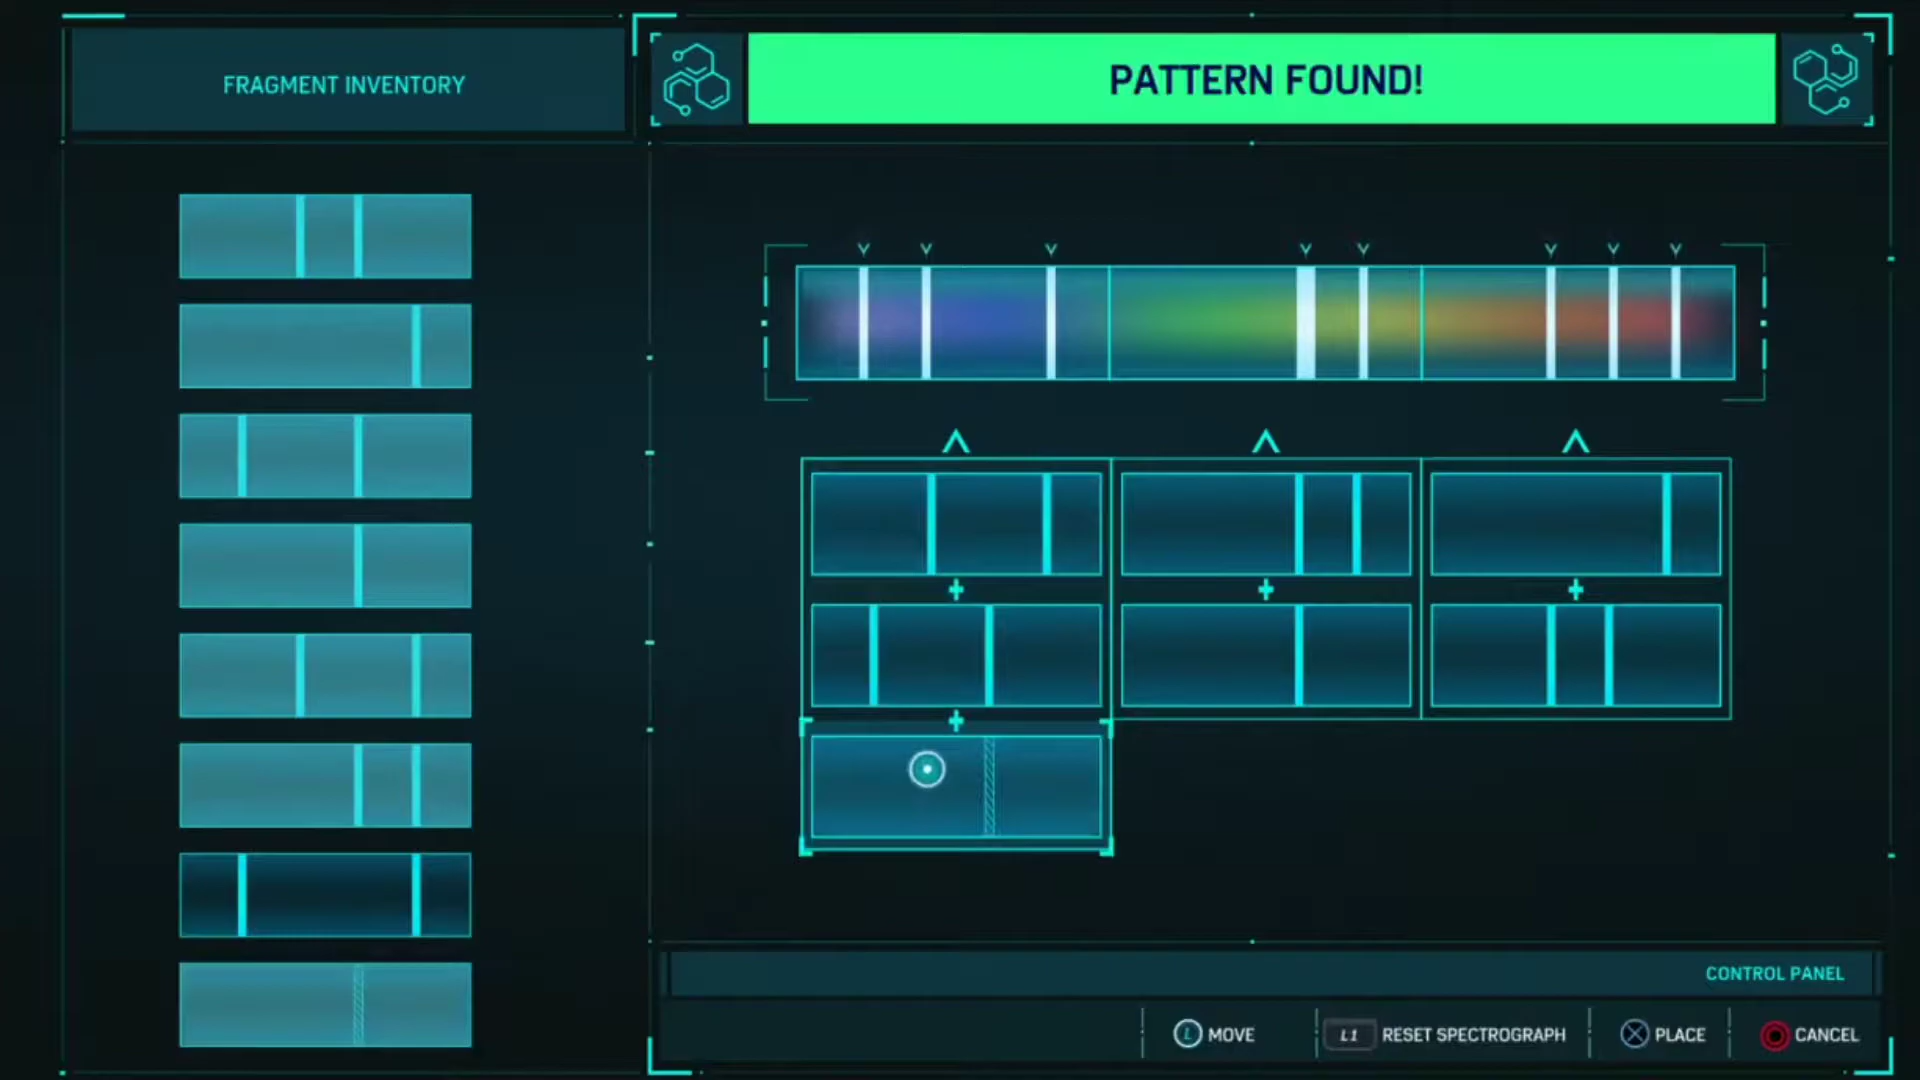 FRAGMENT INVENTORY
PATTERN FOUND!
CONTROL PANEL
L MOVE
L1 RESET SPECTROGRAPH
PLACE
CANCEL